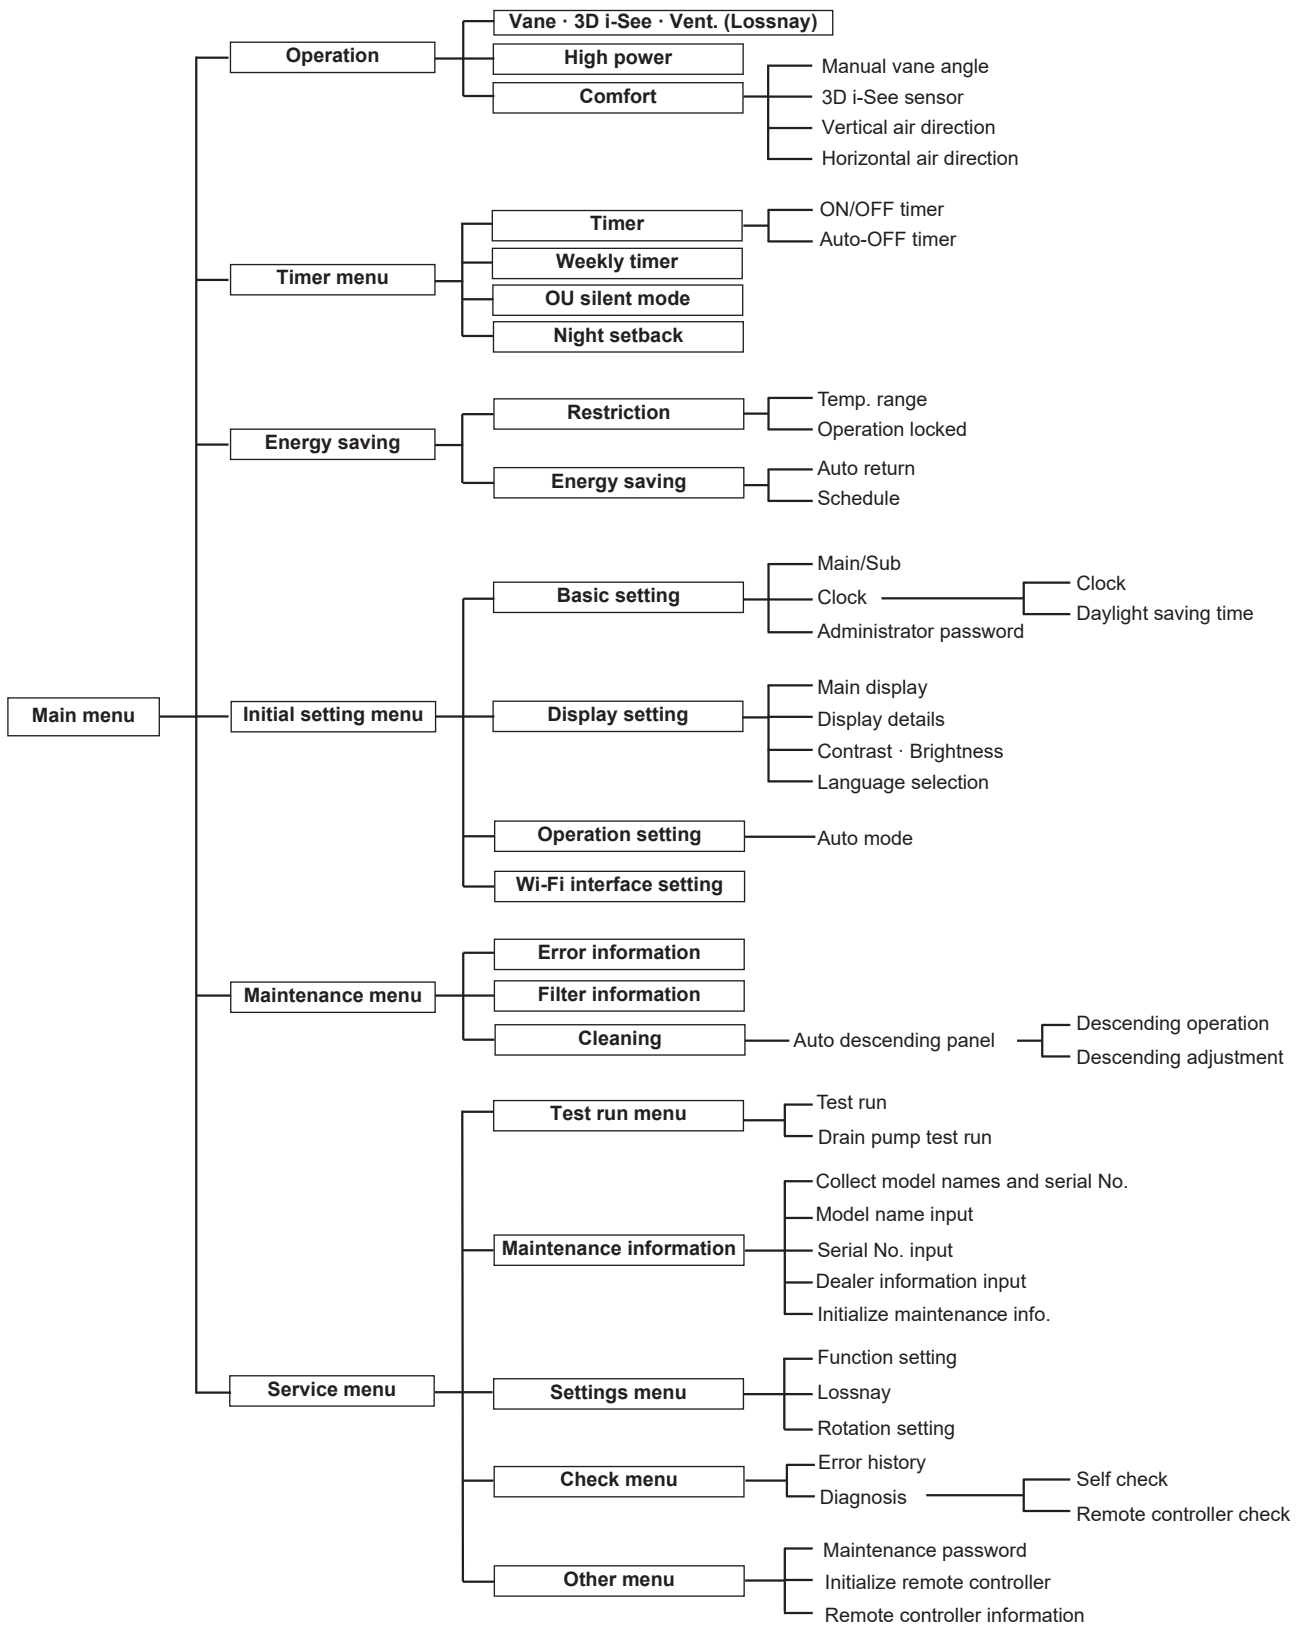 Main menu
Operation
Vane · 3D i-See · Vent. (Lossnay)
High power
Comfort
Manual vane angle
3D i-See sensor
Vertical air direction
Horizontal air direction
Timer menu
Timer
ON/OFF timer
Auto-OFF timer
Weekly timer
OU silent mode
Night setback
Energy saving
Restriction
Temp. range
Operation locked
Energy saving
Auto return
Schedule
Initial setting menu
Basic setting
Main/Sub
Clock
Clock
Daylight saving time
Administrator password
Display setting
Main display
Display details
Contrast · Brightness
Language selection
Operation setting
Auto mode
Wi-Fi interface setting
Maintenance menu
Error information
Filter information
Cleaning
Auto descending panel
Descending operation
Descending adjustment
Service menu
Test run menu
Test run
Drain pump test run
Maintenance information
Collect model names and serial No.
Model name input
Serial No. input
Dealer information input
Initialize maintenance info.
Settings menu
Function setting
Lossnay
Rotation setting
Check menu
Error history
Diagnosis
Self check
Remote controller check
Other menu
Maintenance password
Initialize remote controller
Remote controller information